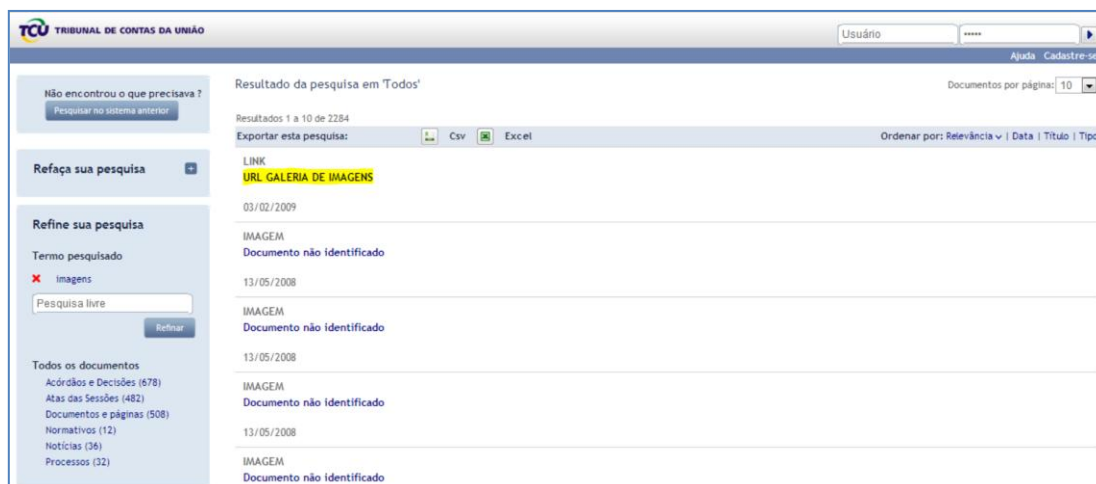 TCU TRIBUNAL DE CONTAS DA UNIÃO
Usuário
•••••
Ajuda Cadastre-se
Não encontrou o que precisava ?
Pesquisar no sistema anterior
Refaça sua pesquisa
Refine sua pesquisa
Termo pesquisado
imagens
Pesquisa livre
Refinar
Todos os documentos
Acórdãos e Decisões (678)
Atas das Sessões (482)
Documentos e páginas (508)
Normativos (12)
Notícias (36)
Processos (32)
Resultado da pesquisa em 'Todos'
Documentos por página: 10
Resultados 1 a 10 de 2284
Exportar esta pesquisa: Csv Excel
Ordenar por: Relevância | Data | Título | Tipo
LINK
URL GALERIA DE IMAGENS
03/02/2009
IMAGEM
Documento não identificado
13/05/2008
IMAGEM
Documento não identificado
13/05/2008
IMAGEM
Documento não identificado
13/05/2008
IMAGEM
Documento não identificado